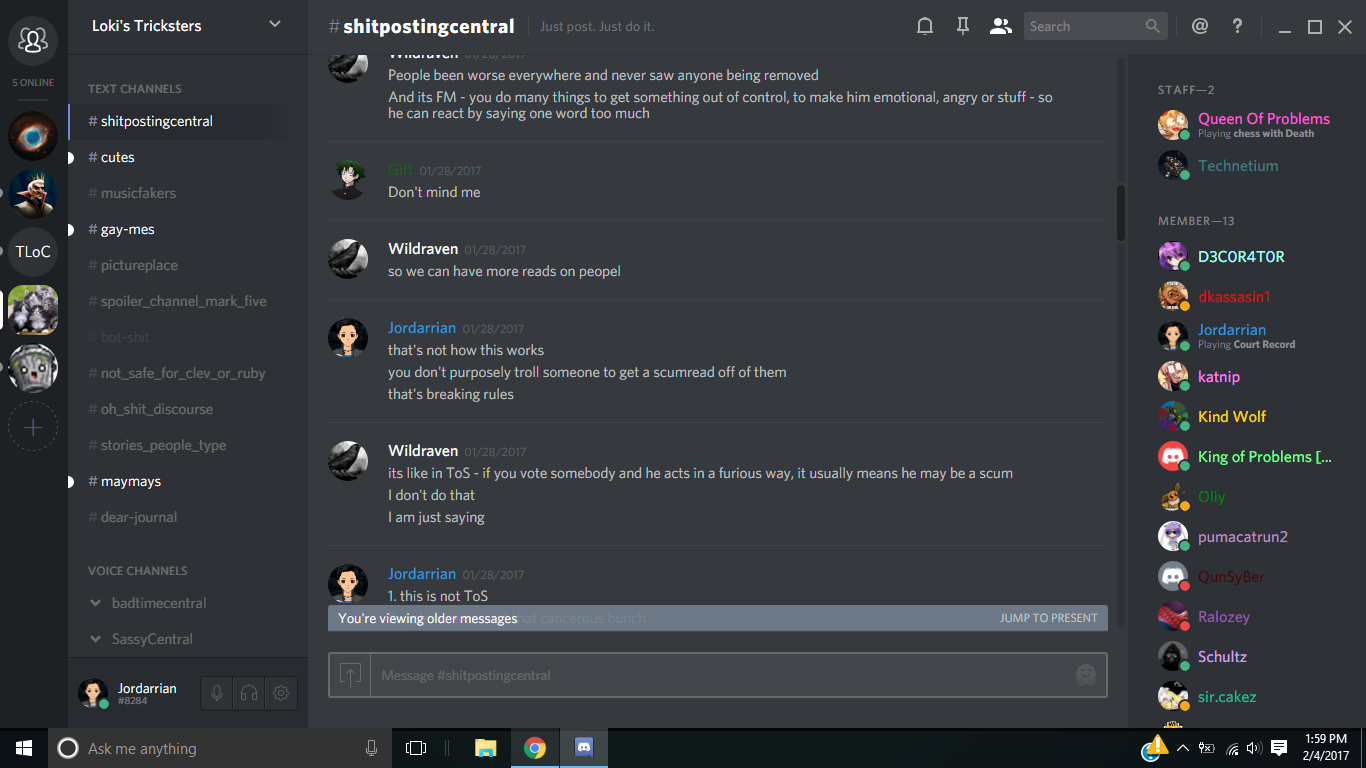 5 ONLINE
TLoC
Loki's Tricksters
TEXT CHANNELS
# shitpostingcentral
# cutes
# musicfakers
# gay-mes
# pictureplace
# spoiler_channel_mark_five
# bot-shit
# not_safe_for_clev_or_ruby
# oh_shit_discourse
# stories_people_type
# maymays
# dear-journal
VOICE CHANNELS
badtimecentral
SassyCentral
Jordarrian
#8284
#shitpostingcentral Just post. Just do it.
Search
@ ?
Wildraven 01/28/2017
People been worse everywhere and never saw anyone being removed
And its FM - you do many things to get something out of control, to make him emotional, angry or stuff - so
he can react by saying one word too much
Gift 01/28/2017
Don't mind me
Wildraven 01/28/2017
so we can have more reads on peopel
Jordarrian 01/28/2017
that's not how this works
you don't purposely troll someone to get a scumread off of them
that's breaking rules
Wildraven 01/28/2017
its like in ToS - if you vote somebody and he acts in a furious way, it usually means he may be a scum
I don't do that
I am just saying
Jordarrian 01/28/2017
1. this is not ToS
cancerous bunch
You're viewing older messages
JUMP TO PRESENT
Message #shitpostingcentral
STAFF—2
Queen Of Problems
Playing chess with Death
Technetium
MEMBER—13
D3C0R4T0R
dkassasin1
Jordarrian
Playing Court Record
katnip
Kind Wolf
King of Problems [...
Oliy
pumacatrun2
QunSyBer
Ralozey
Schultz
sir.cakez
Ask me anything
1:59 PM
2/4/2017